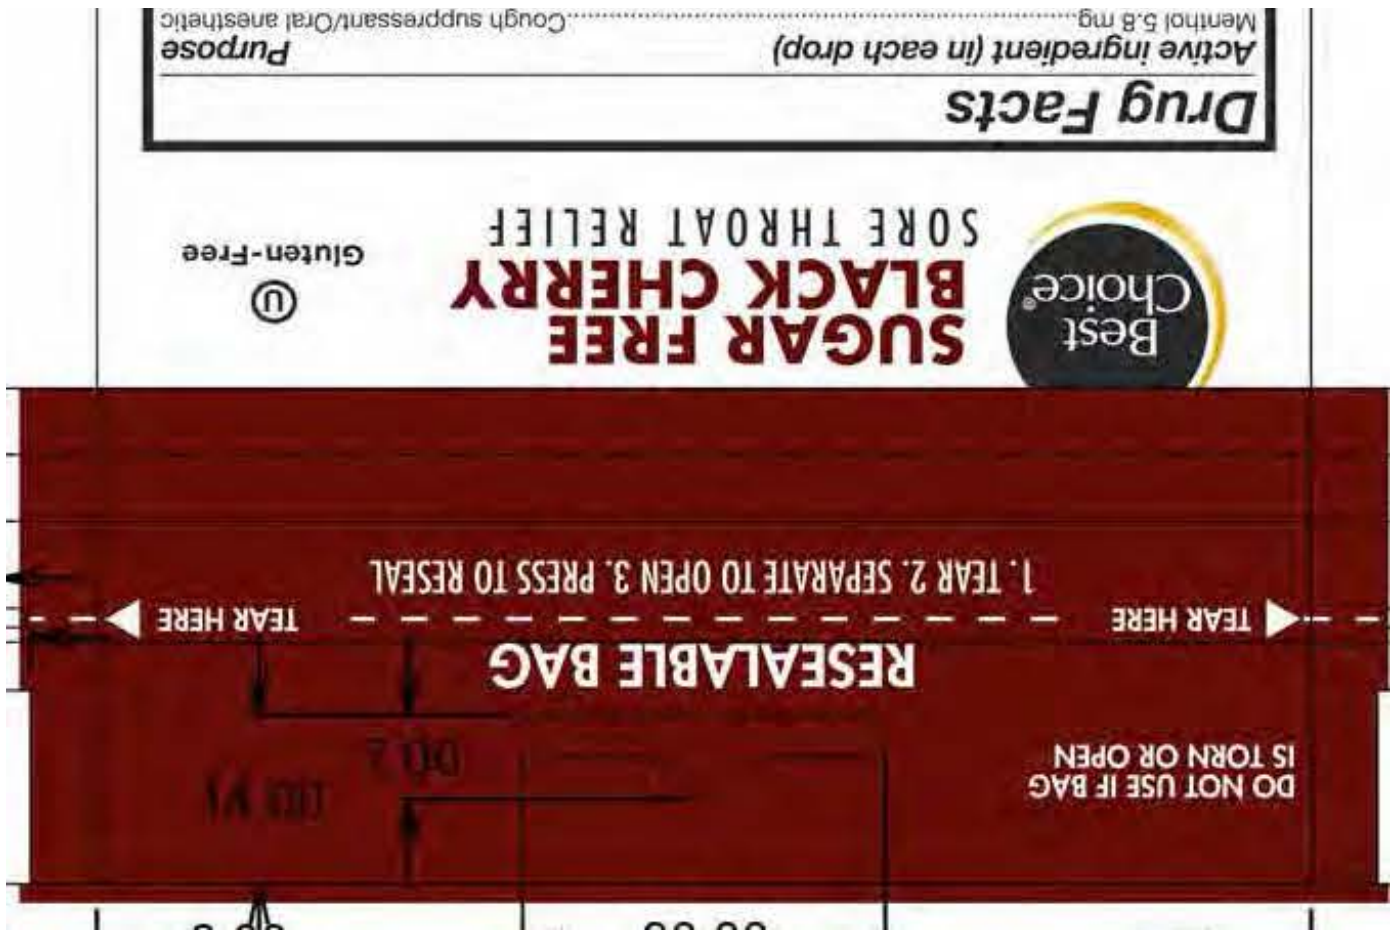 DO NOT USE IF BAG
IS TORN OR OPEN
RESEALABLE BAG
TEAR HERE TEAR HERE
1. TEAR 2. SEPARATE TO OPEN 3. PRESS TO RESEAL
Best
Choice®
SUGAR FREE
BLACK CHERRY
SORE THROAT RELIEF
U
Gluten-Free
Drug Facts
Active ingredient (in each drop) Purpose
Menthol 5.8 mg..........Cough suppressant/Oral anesthetic